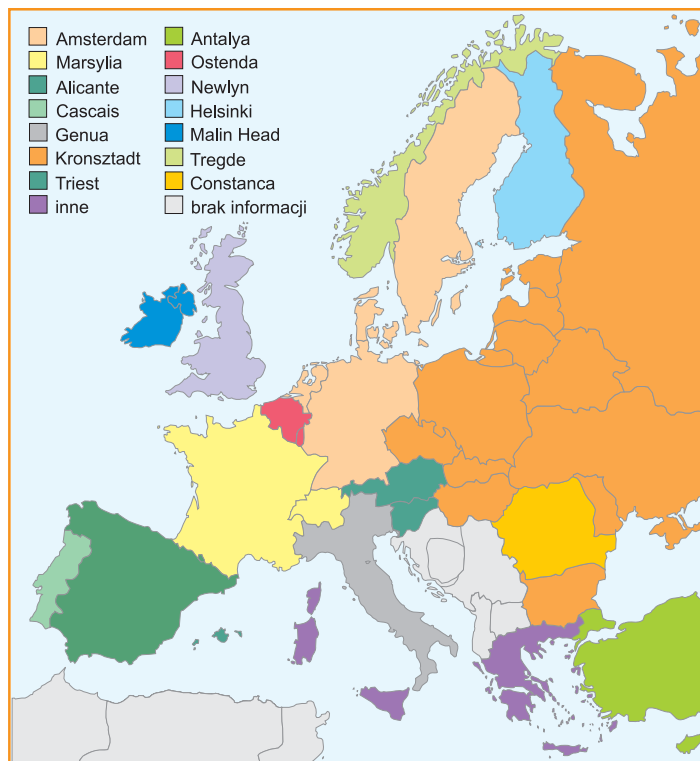 Amsterdam
Marsylia
Alicante
Cascais
Genua
Kronsztadt
Triest
inne
Antalya
Ostenda
Newlyn
Helsinki
Malin Head
Tregde
Constanca
brak informacji